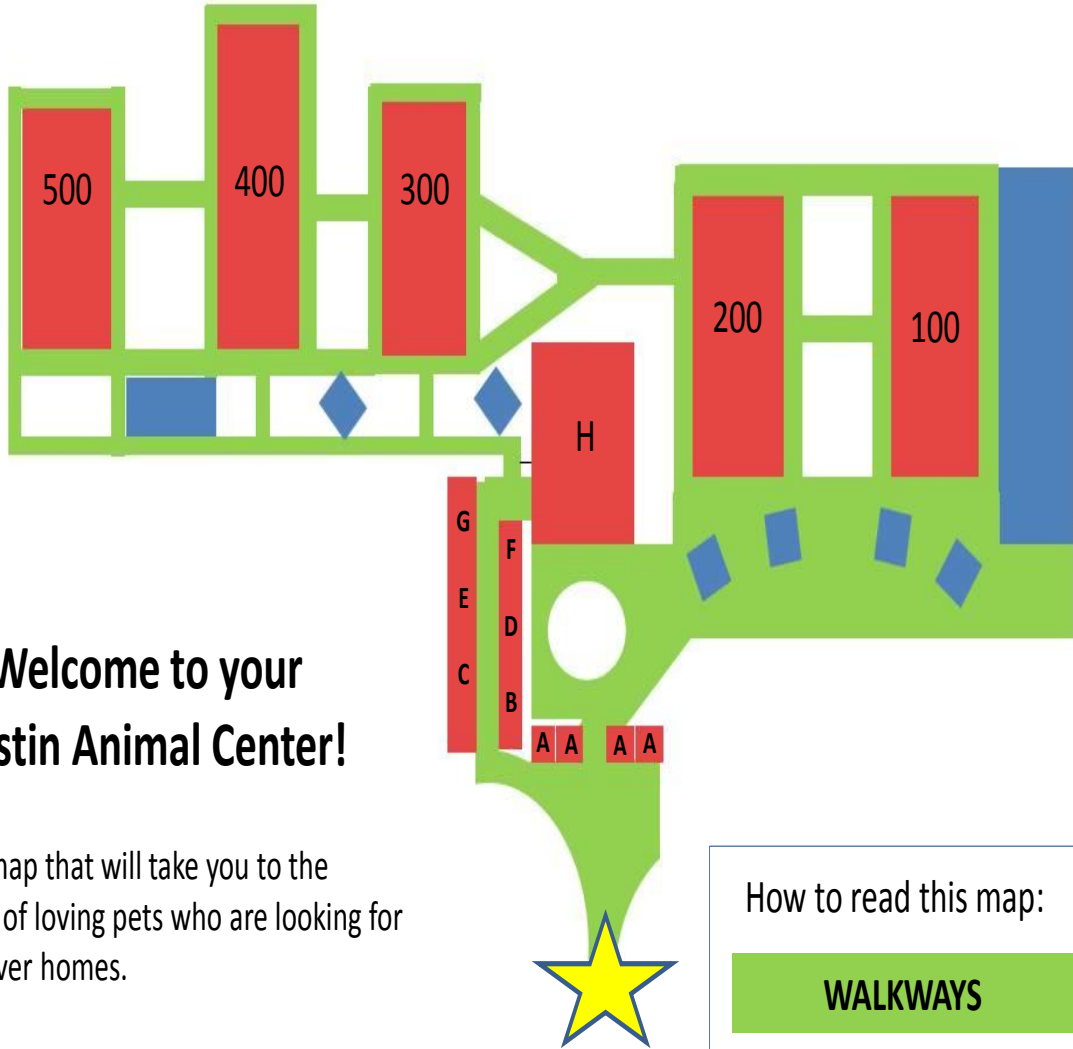 500
400
300
200
100
H
G
F
E
D
C
B
A A A A
Welcome to your
stin Animal Center!
map that will take you to the
of loving pets who are looking for
ver homes.
How to read this map:
WALKWAYS